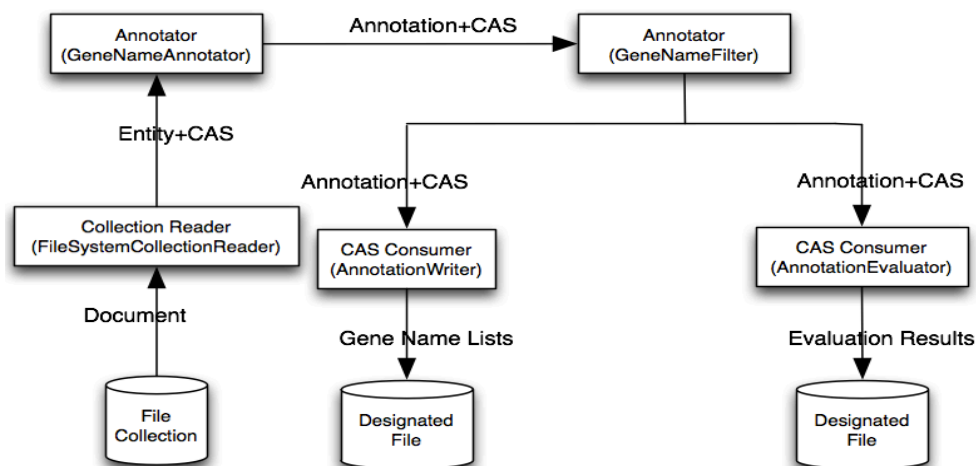 Annotator
(GeneNameAnnotator)
Annotation+CAS
Annotator
(GeneNameFilter)
Entity+CAS
Annotation+CAS
Annotation+CAS
Collection Reader
(FileSystemCollectionReader)
CAS Consumer
(AnnotationWriter)
CAS Consumer
(AnnotationEvaluator)
Document
Gene Name Lists
Evaluation Results
File
Collection
Designated
File
Designated
File